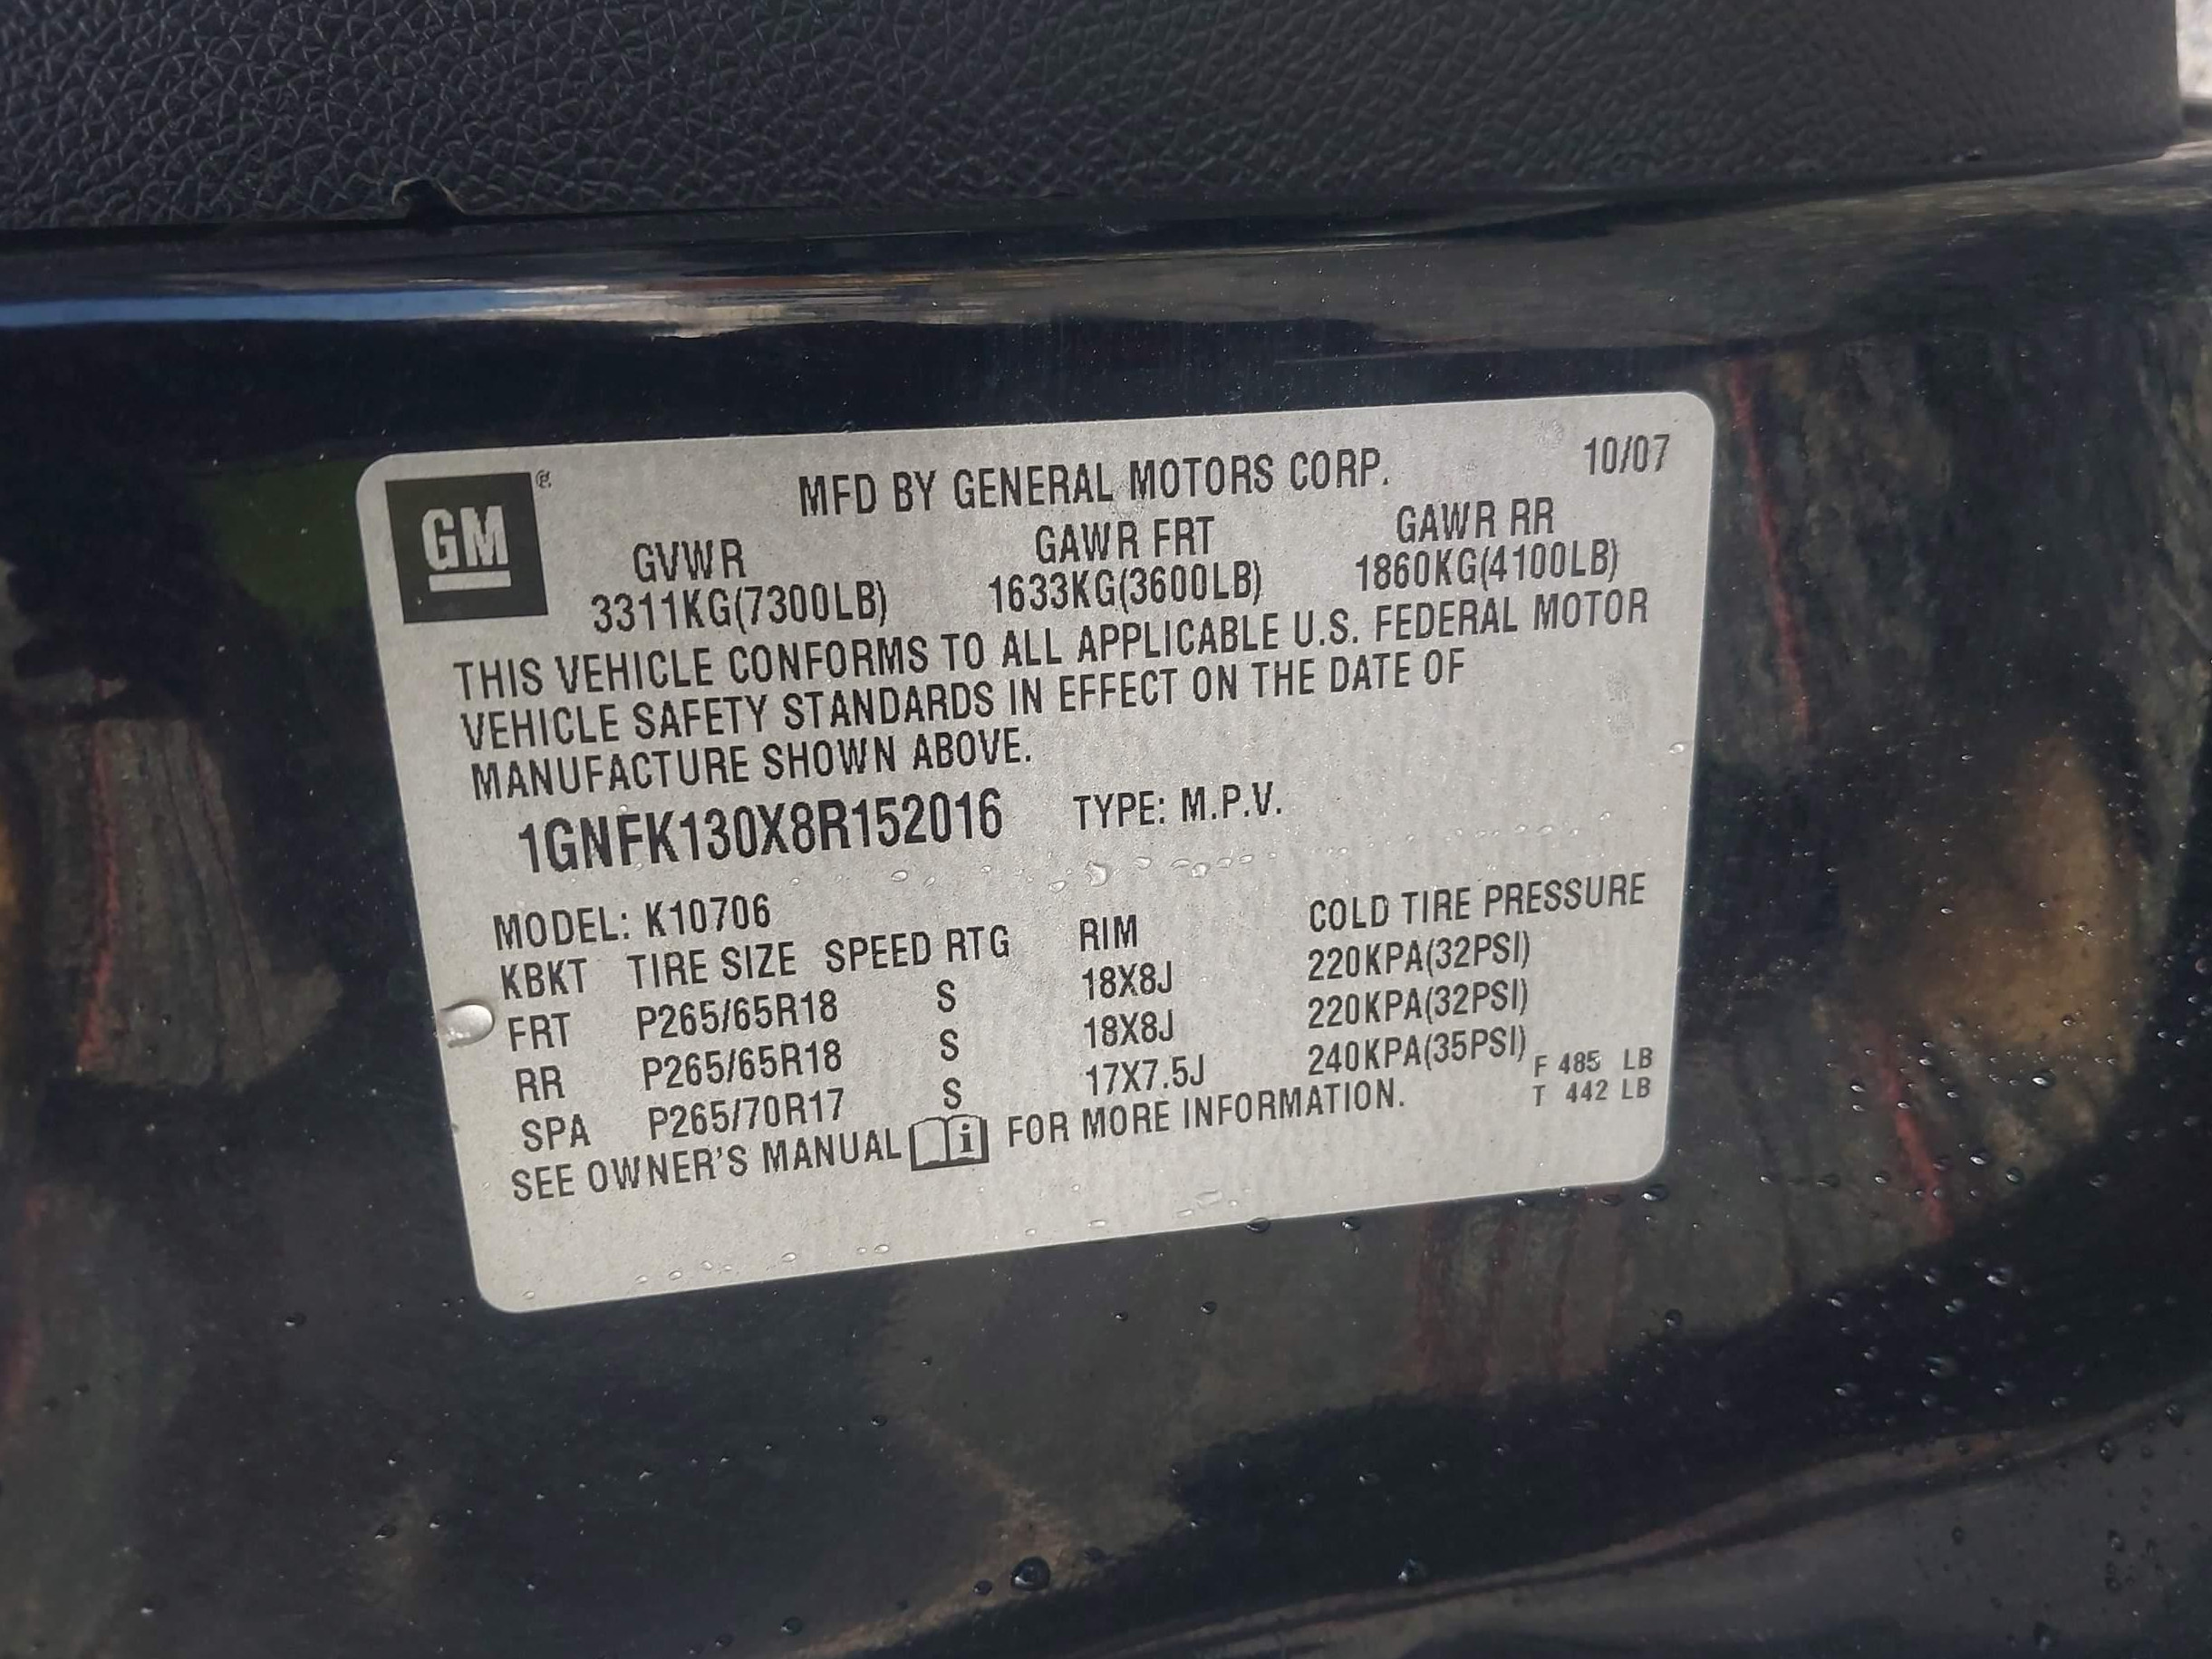 GM ®
MFD BY GENERAL MOTORS CORP. 10/07
GVWR GAWR FRT GAWR RR
3311KG(7300LB) 1633KG(3600LB) 1860KG(4100LB)
THIS VEHICLE CONFORMS TO ALL APPLICABLE U.S. FEDERAL MOTOR
VEHICLE SAFETY STANDARDS IN EFFECT ON THE DATE OF
MANUFACTURE SHOWN ABOVE.
1GNFK130X8R152016 TYPE: M.P.V.
MODEL: K10706
KBKT TIRE SIZE SPEED RTG RIM COLD TIRE PRESSURE
FRT P265/65R18 S 18X8J 220KPA(32PSI)
RR P265/65R18 S 18X8J 220KPA(32PSI)
SPA P265/70R17 S 17X7.5J 240KPA(35PSI)
SEE OWNER'S MANUAL i FOR MORE INFORMATION.
F 485 LB
T 442 LB